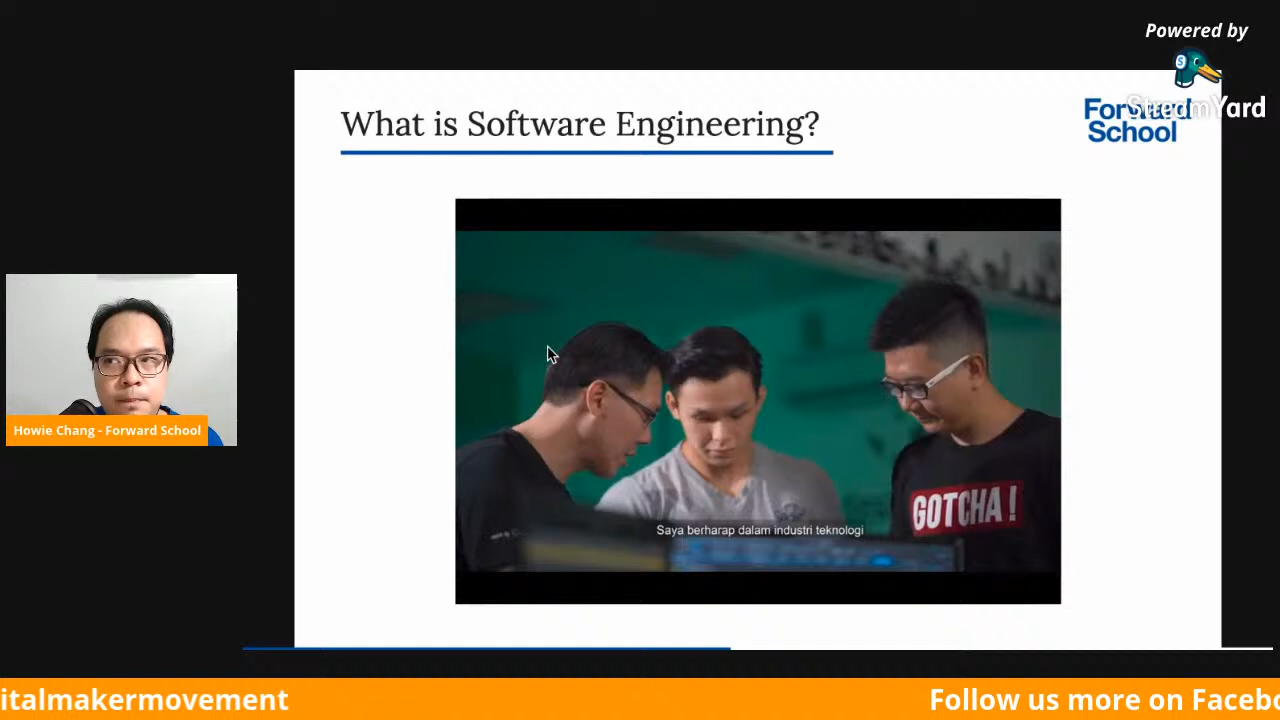 Powered by
StreamYard
What is Software Engineering?
Forward
School
GOTCHA !
Saya berharap dalam industri teknologi
Howie Chang - Forward School
italmakermovement
Follow us more on Facebo